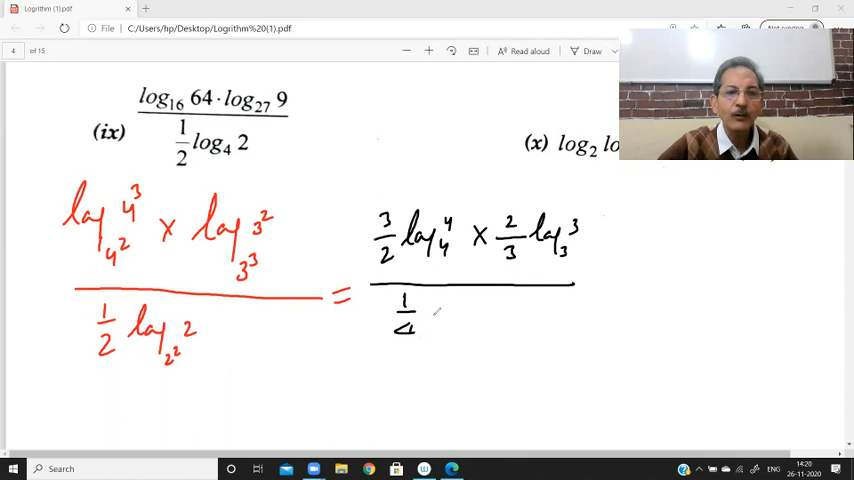 Logrithm (1).pdf
C:/Users/hp/Desktop/Logrithm%20(1).pdf
4 of 15
Read aloud
Draw
(ix) log₁₆ 64 · log₂₇ 9
1/2 log₄ 2
(x) log₂ lo
log_{4²} 4³ × log_{3³} 3²
1/2 log_{2²} 2
= 3/2 log₄ 4 × 2/3 log₃ 3
1/4
Search
ENG
14:20
26-11-2020